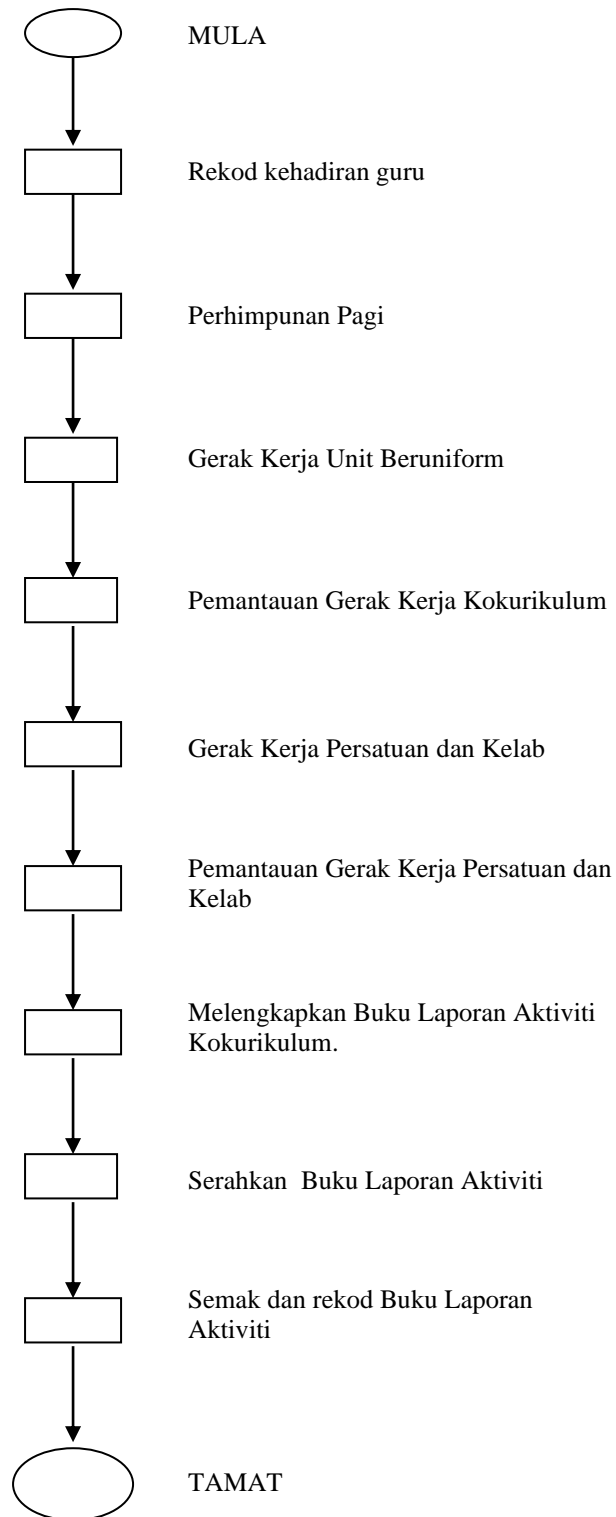 MULA
Rekod kehadiran guru
Perhimpunan Pagi
Gerak Kerja Unit Beruniform
Pemantauan Gerak Kerja Kokurikulum
Gerak Kerja Persatuan dan Kelab
Pemantauan Gerak Kerja Persatuan dan
Kelab
Melengkapkan Buku Laporan Aktiviti
Kokurikulum.
Serahkan  Buku Laporan Aktiviti
Semak dan rekod Buku Laporan
Aktiviti
TAMAT